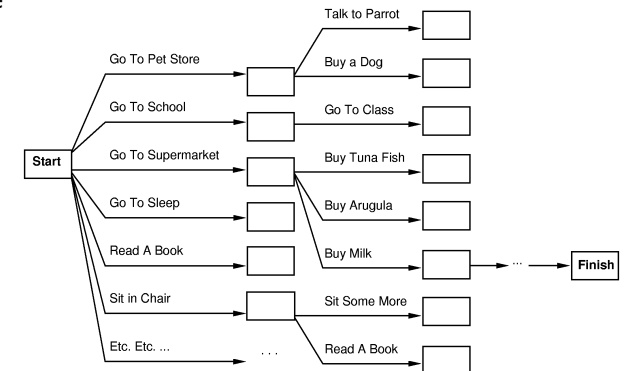 Talk to Parrot
Go To Pet Store
Buy a Dog
Go To School
Go To Class
Start
Go To Supermarket
Buy Tuna Fish
Go To Sleep
Buy Arugula
Read A Book
Buy Milk
...
Finish
Sit in Chair
Sit Some More
Etc. Etc. ...
. . .
Read A Book